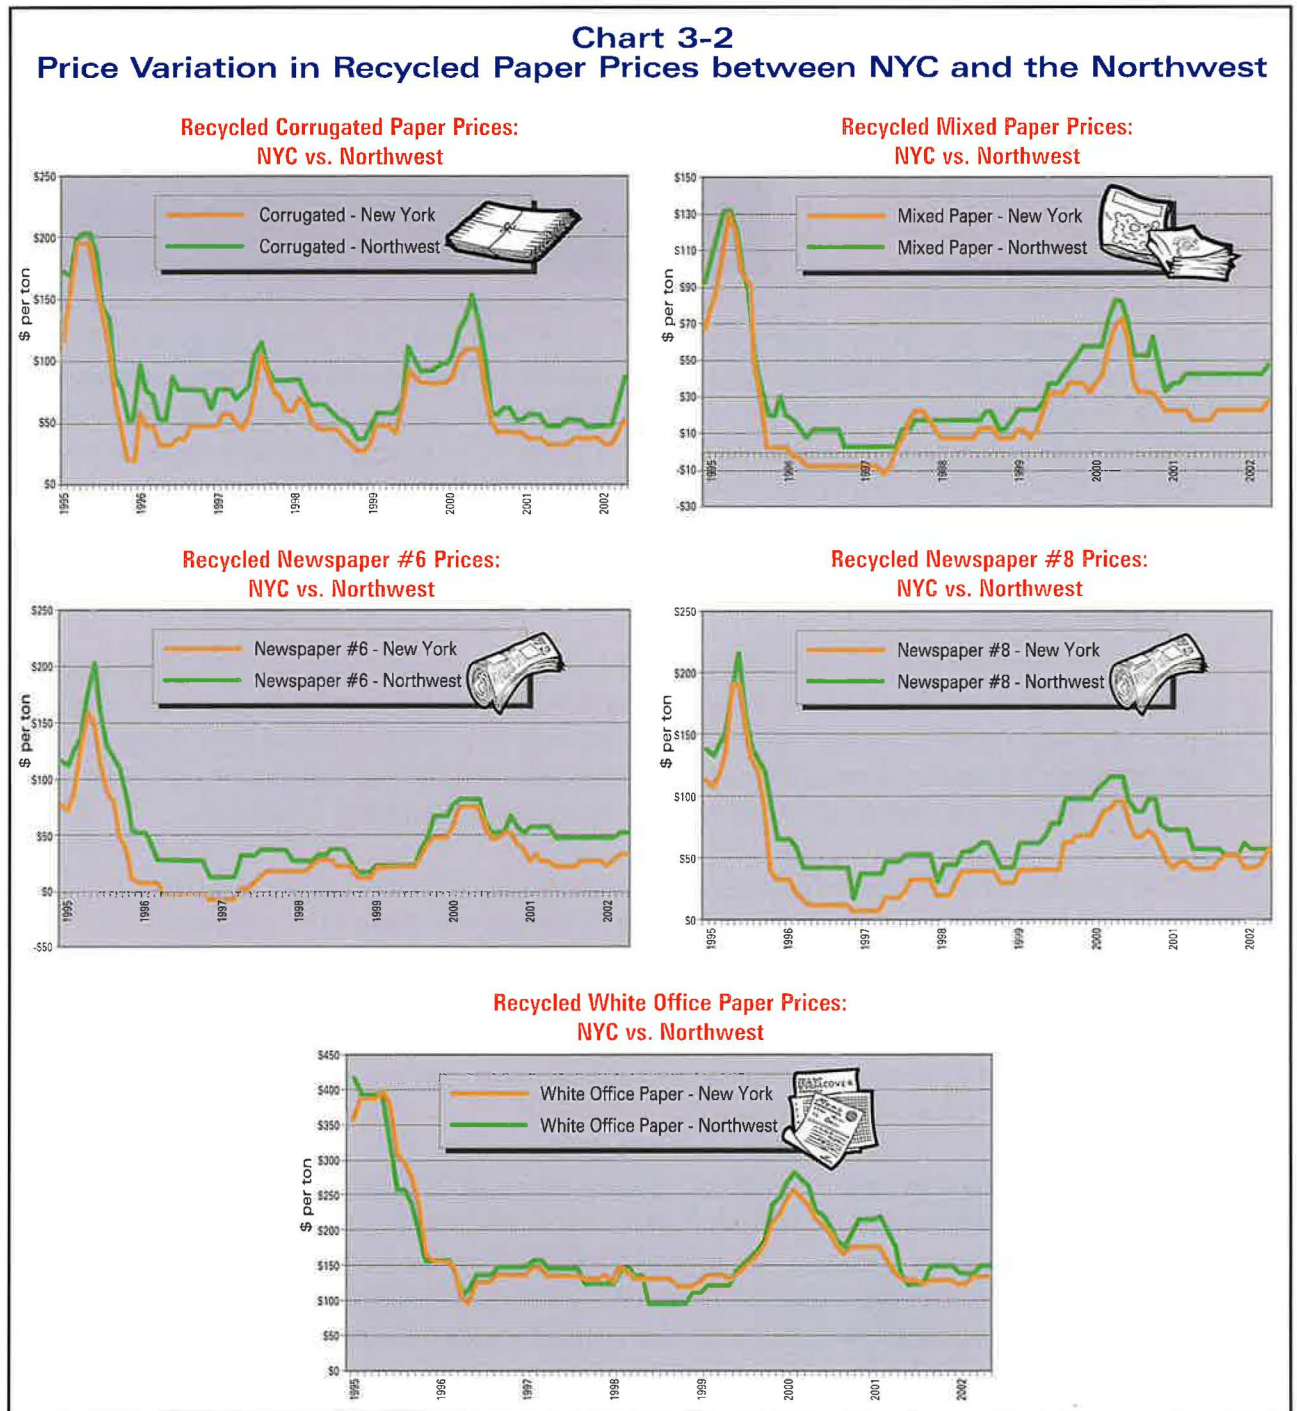 Chart 3-2
Price Variation in Recycled Paper Prices between NYC and the Northwest
Recycled Corrugated Paper Prices:
NYC vs. Northwest
$250
$200
$150
$100
$50
$0
$ per ton
Corrugated - New York
Corrugated - Northwest
1995
1996
1997
1998
1999
2000
2001
2002
Recycled Mixed Paper Prices:
NYC vs. Northwest
$150
$130
$110
$90
$70
$50
$30
$10
-$10
-$30
$ per ton
Mixed Paper - New York
Mixed Paper - Northwest
1995
1996
1997
1998
1999
2000
2001
2002
Recycled Newspaper #6 Prices:
NYC vs. Northwest
$250
$200
$150
$100
$50
$0
-$50
$ per ton
Newspaper #6 - New York
Newspaper #6 - Northwest
1995
1996
1997
1998
1999
2000
2001
2002
Recycled Newspaper #8 Prices:
NYC vs. Northwest
$250
$200
$150
$100
$50
$0
$ per ton
Newspaper #8 - New York
Newspaper #8 - Northwest
1995
1996
1997
1998
1999
2000
2001
2002
Recycled White Office Paper Prices:
NYC vs. Northwest
$450
$400
$350
$300
$250
$200
$150
$100
$50
$0
$ per ton
White Office Paper - New York
White Office Paper - Northwest
1995
1996
1997
1998
1999
2000
2001
2002